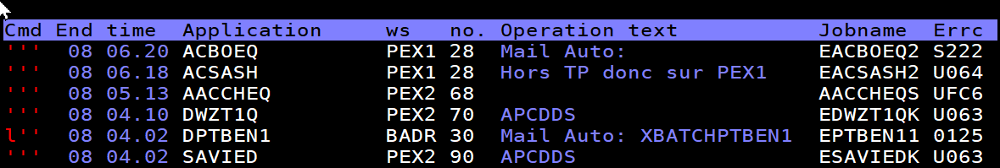 Cmd End time Application ws no. Operation text Jobname Errc
''' 08 06.20 ACBOEQ PEX1 28 Mail Auto: EACBOEQ2 S222
''' 08 06.18 ACSASH PEX1 28 Hors TP donc sur PEX1 EACSASH2 U064
''' 08 05.13 AACCHEQ PEX2 68 AACCHEQS UFC6
''' 08 04.10 DWZT1Q PEX2 70 APCDDS EDWZT1QK U063
l'' 08 04.02 DPTBEN1 BADR 30 Mail Auto: XBATCHPTBEN1 EPTBEN11 0125
''' 08 04.02 SAVIED PEX2 90 APCDDS ESAVIEDK U063